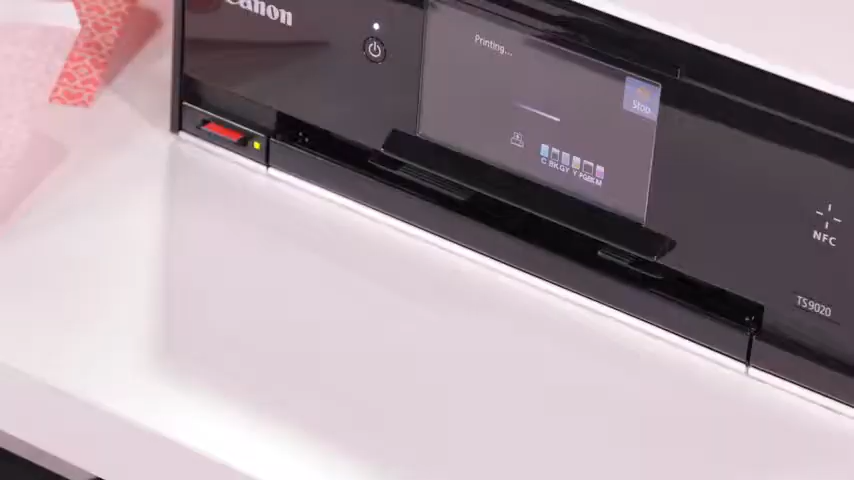 Canon
Printing...
Stop
C BK GY Y PGBK M
NFC
TS9020